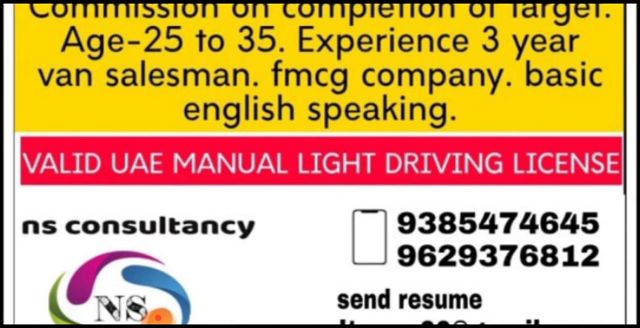 Commission on completion of target.
Age-25 to 35. Experience 3 year
van salesman. fmcg company. basic
english speaking.
VALID UAE MANUAL LIGHT DRIVING LICENSE
ns consultancy
9385474645
9629376812
NS
send resume